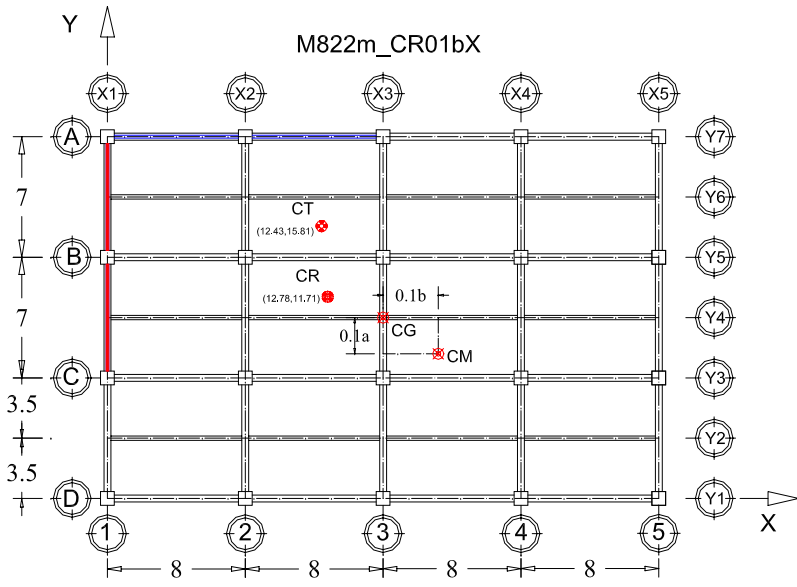 Y
M822m_CR01bX
X1 X2 X3 X4 X5
A Y7
7
Y6
CT
(12.43,15.81)
B Y5
CR
(12.78,11.71) 0.1b
7
Y4
CG
0.1a
CM
C Y3
3.5
Y2
3.5
D Y1
X
1 2 3 4 5
8 8 8 8